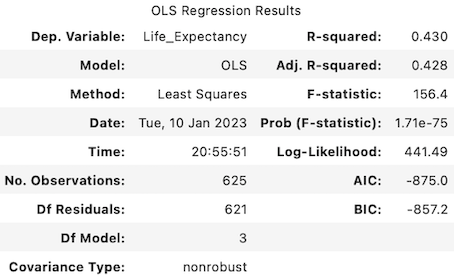 OLS Regression Results
Dep. Variable: Life_Expectancy R-squared: 0.430
Model: OLS Adj. R-squared: 0.428
Method: Least Squares F-statistic: 156.4
Date: Tue, 10 Jan 2023 Prob (F-statistic): 1.71e-75
Time: 20:55:51 Log-Likelihood: 441.49
No. Observations: 625 AIC: -875.0
Df Residuals: 621 BIC: -857.2
Df Model: 3
Covariance Type: nonrobust